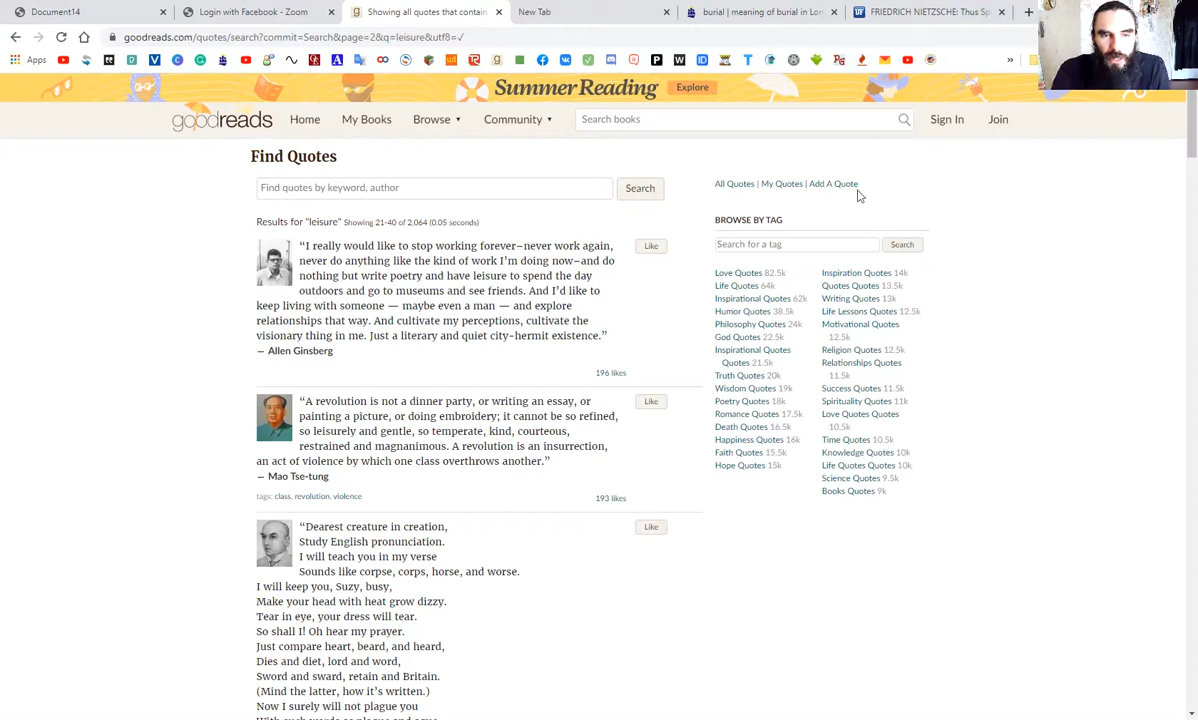 Document14
Login with Facebook - Zoom
Showing all quotes that contain
New Tab
burial | meaning of burial in Lon
FRIEDRICH NIETZSCHE: Thus Sp
goodreads.com/quotes/search?commit=Search&page=2&q=leisure&utf8=✓
Apps
SummerReading
Explore
goodreads
Home
My Books
Browse
Community
Search books
Sign In
Join
Find Quotes
Find quotes by keyword, author
Search
Results for "leisure" Showing 21-40 of 2,064 (0.05 seconds)
“I really would like to stop working forever–never work again,
never do anything like the kind of work I’m doing now–and do
nothing but write poetry and have leisure to spend the day
outdoors and go to museums and see friends. And I’d like to
keep living with someone — maybe even a man — and explore
relationships that way. And cultivate my perceptions, cultivate the
visionary thing in me. Just a literary and quiet city-hermit existence.”
― Allen Ginsberg
Like
196 likes
“A revolution is not a dinner party, or writing an essay, or
painting a picture, or doing embroidery; it cannot be so refined,
so leisurely and gentle, so temperate, kind, courteous,
restrained and magnanimous. A revolution is an insurrection,
an act of violence by which one class overthrows another.”
― Mao Tse-tung
Like
tags: class, revolution, violence
193 likes
“Dearest creature in creation,
Study English pronunciation.
I will teach you in my verse
Sounds like corpse, corps, horse, and worse.
I will keep you, Suzy, busy,
Make your head with heat grow dizzy.
Tear in eye, your dress will tear.
So shall I! Oh hear my prayer.
Just compare heart, beard, and heard,
Dies and diet, lord and word,
Sword and sward, retain and Britain.
(Mind the latter, how it’s written.)
Now I surely will not plague you
Like
All Quotes | My Quotes | Add A Quote
BROWSE BY TAG
Search for a tag
Search
Love Quotes 82.5k
Life Quotes 64k
Inspirational Quotes 62k
Humor Quotes 38.5k
Philosophy Quotes 24k
God Quotes 22.5k
Inspirational Quotes
Quotes 21.5k
Truth Quotes 20k
Wisdom Quotes 19k
Poetry Quotes 18k
Romance Quotes 17.5k
Death Quotes 16.5k
Happiness Quotes 16k
Faith Quotes 15.5k
Hope Quotes 15k
Inspiration Quotes 14k
Quotes Quotes 13.5k
Writing Quotes 13k
Life Lessons Quotes 12.5k
Motivational Quotes
12.5k
Religion Quotes 12.5k
Relationships Quotes
11.5k
Success Quotes 11.5k
Spirituality Quotes 11k
Love Quotes Quotes
10.5k
Time Quotes 10.5k
Knowledge Quotes 10k
Life Quotes Quotes 10k
Science Quotes 9.5k
Books Quotes 9k